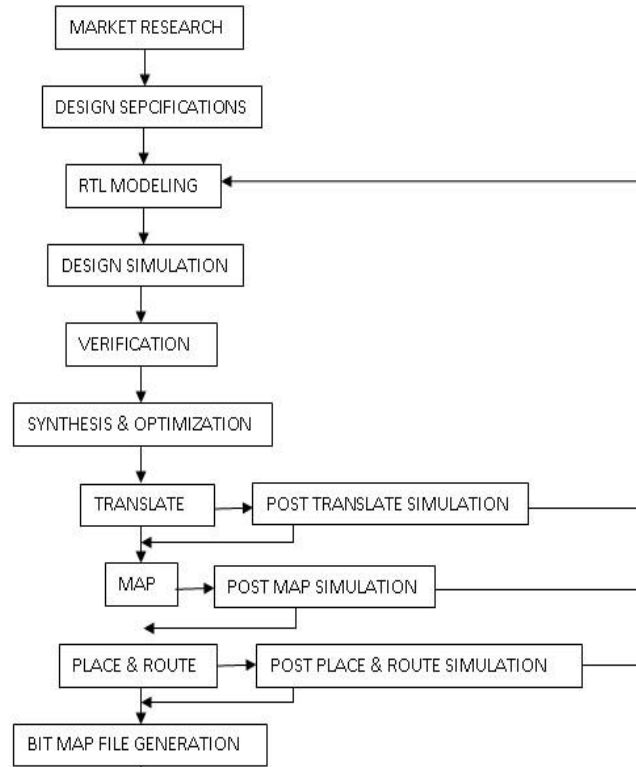 MARKET RESEARCH
DESIGN SEPCIFICATIONS
RTL MODELING
DESIGN SIMULATION
VERIFICATION
SYNTHESIS & OPTIMIZATION
TRANSLATE
POST TRANSLATE SIMULATION
MAP
POST MAP SIMULATION
PLACE & ROUTE
POST PLACE & ROUTE SIMULATION
BIT MAP FILE GENERATION